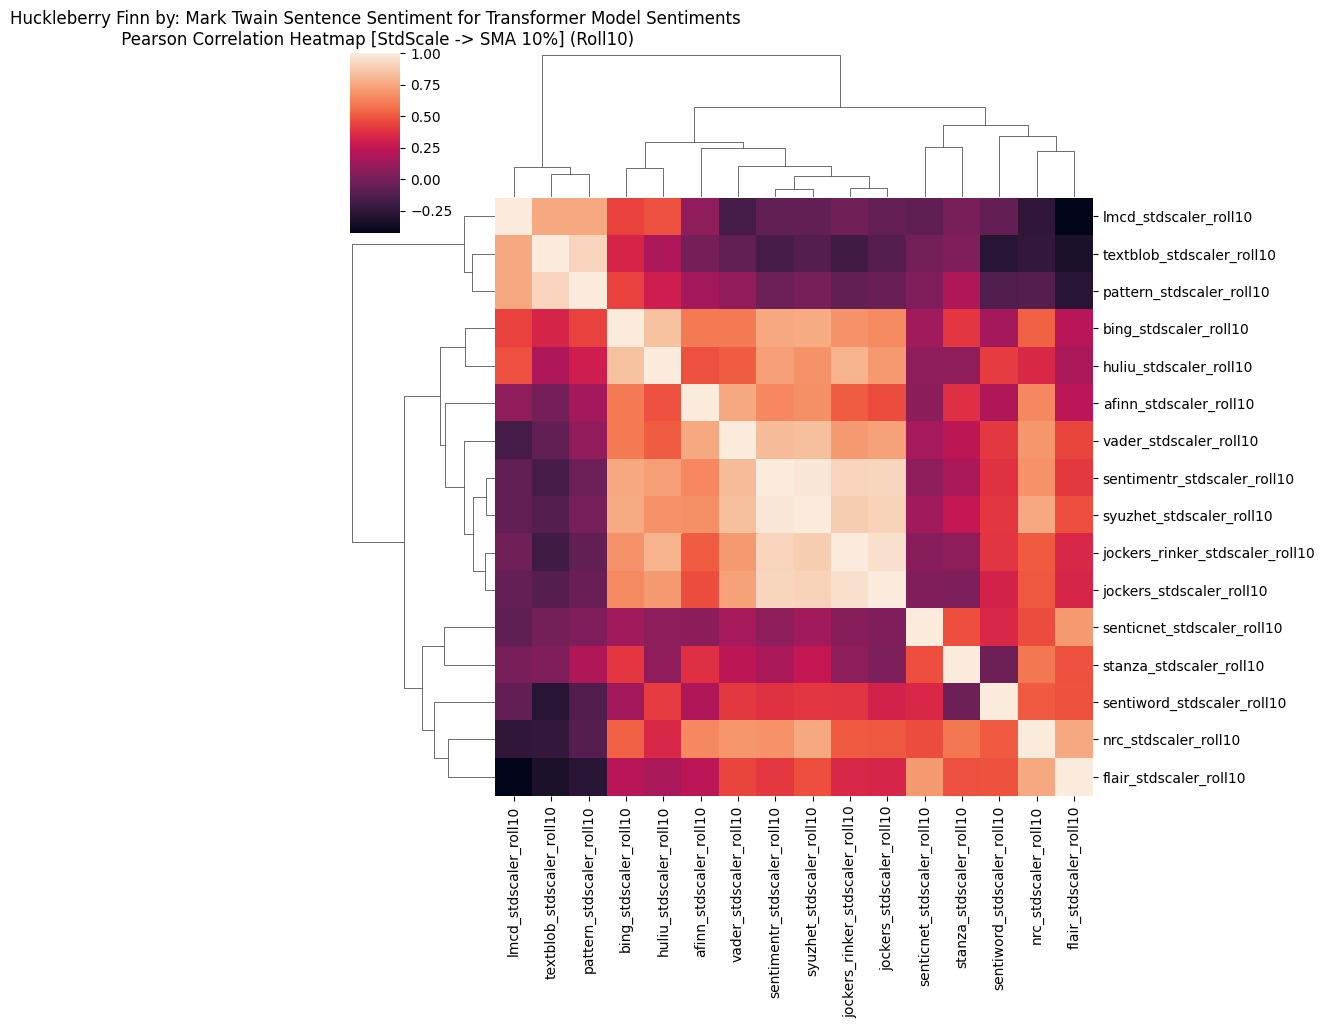 Huckleberry Finn by: Mark Twain Sentence Sentiment for Transformer Model Sentiments
Pearson Correlation Heatmap [StdScale -> SMA 10%] (Roll10)
1.00
0.75
0.50
0.25
0.00
−0.25
lmcd_stdscaler_roll10
textblob_stdscaler_roll10
pattern_stdscaler_roll10
bing_stdscaler_roll10
huliu_stdscaler_roll10
afinn_stdscaler_roll10
vader_stdscaler_roll10
sentimentr_stdscaler_roll10
syuzhet_stdscaler_roll10
jockers_rinker_stdscaler_roll10
jockers_stdscaler_roll10
senticnet_stdscaler_roll10
stanza_stdscaler_roll10
sentiword_stdscaler_roll10
nrc_stdscaler_roll10
flair_stdscaler_roll10
lmcd_stdscaler_roll10
textblob_stdscaler_roll10
pattern_stdscaler_roll10
bing_stdscaler_roll10
huliu_stdscaler_roll10
afinn_stdscaler_roll10
vader_stdscaler_roll10
sentimentr_stdscaler_roll10
syuzhet_stdscaler_roll10
jockers_rinker_stdscaler_roll10
jockers_stdscaler_roll10
senticnet_stdscaler_roll10
stanza_stdscaler_roll10
sentiword_stdscaler_roll10
nrc_stdscaler_roll10
flair_stdscaler_roll10